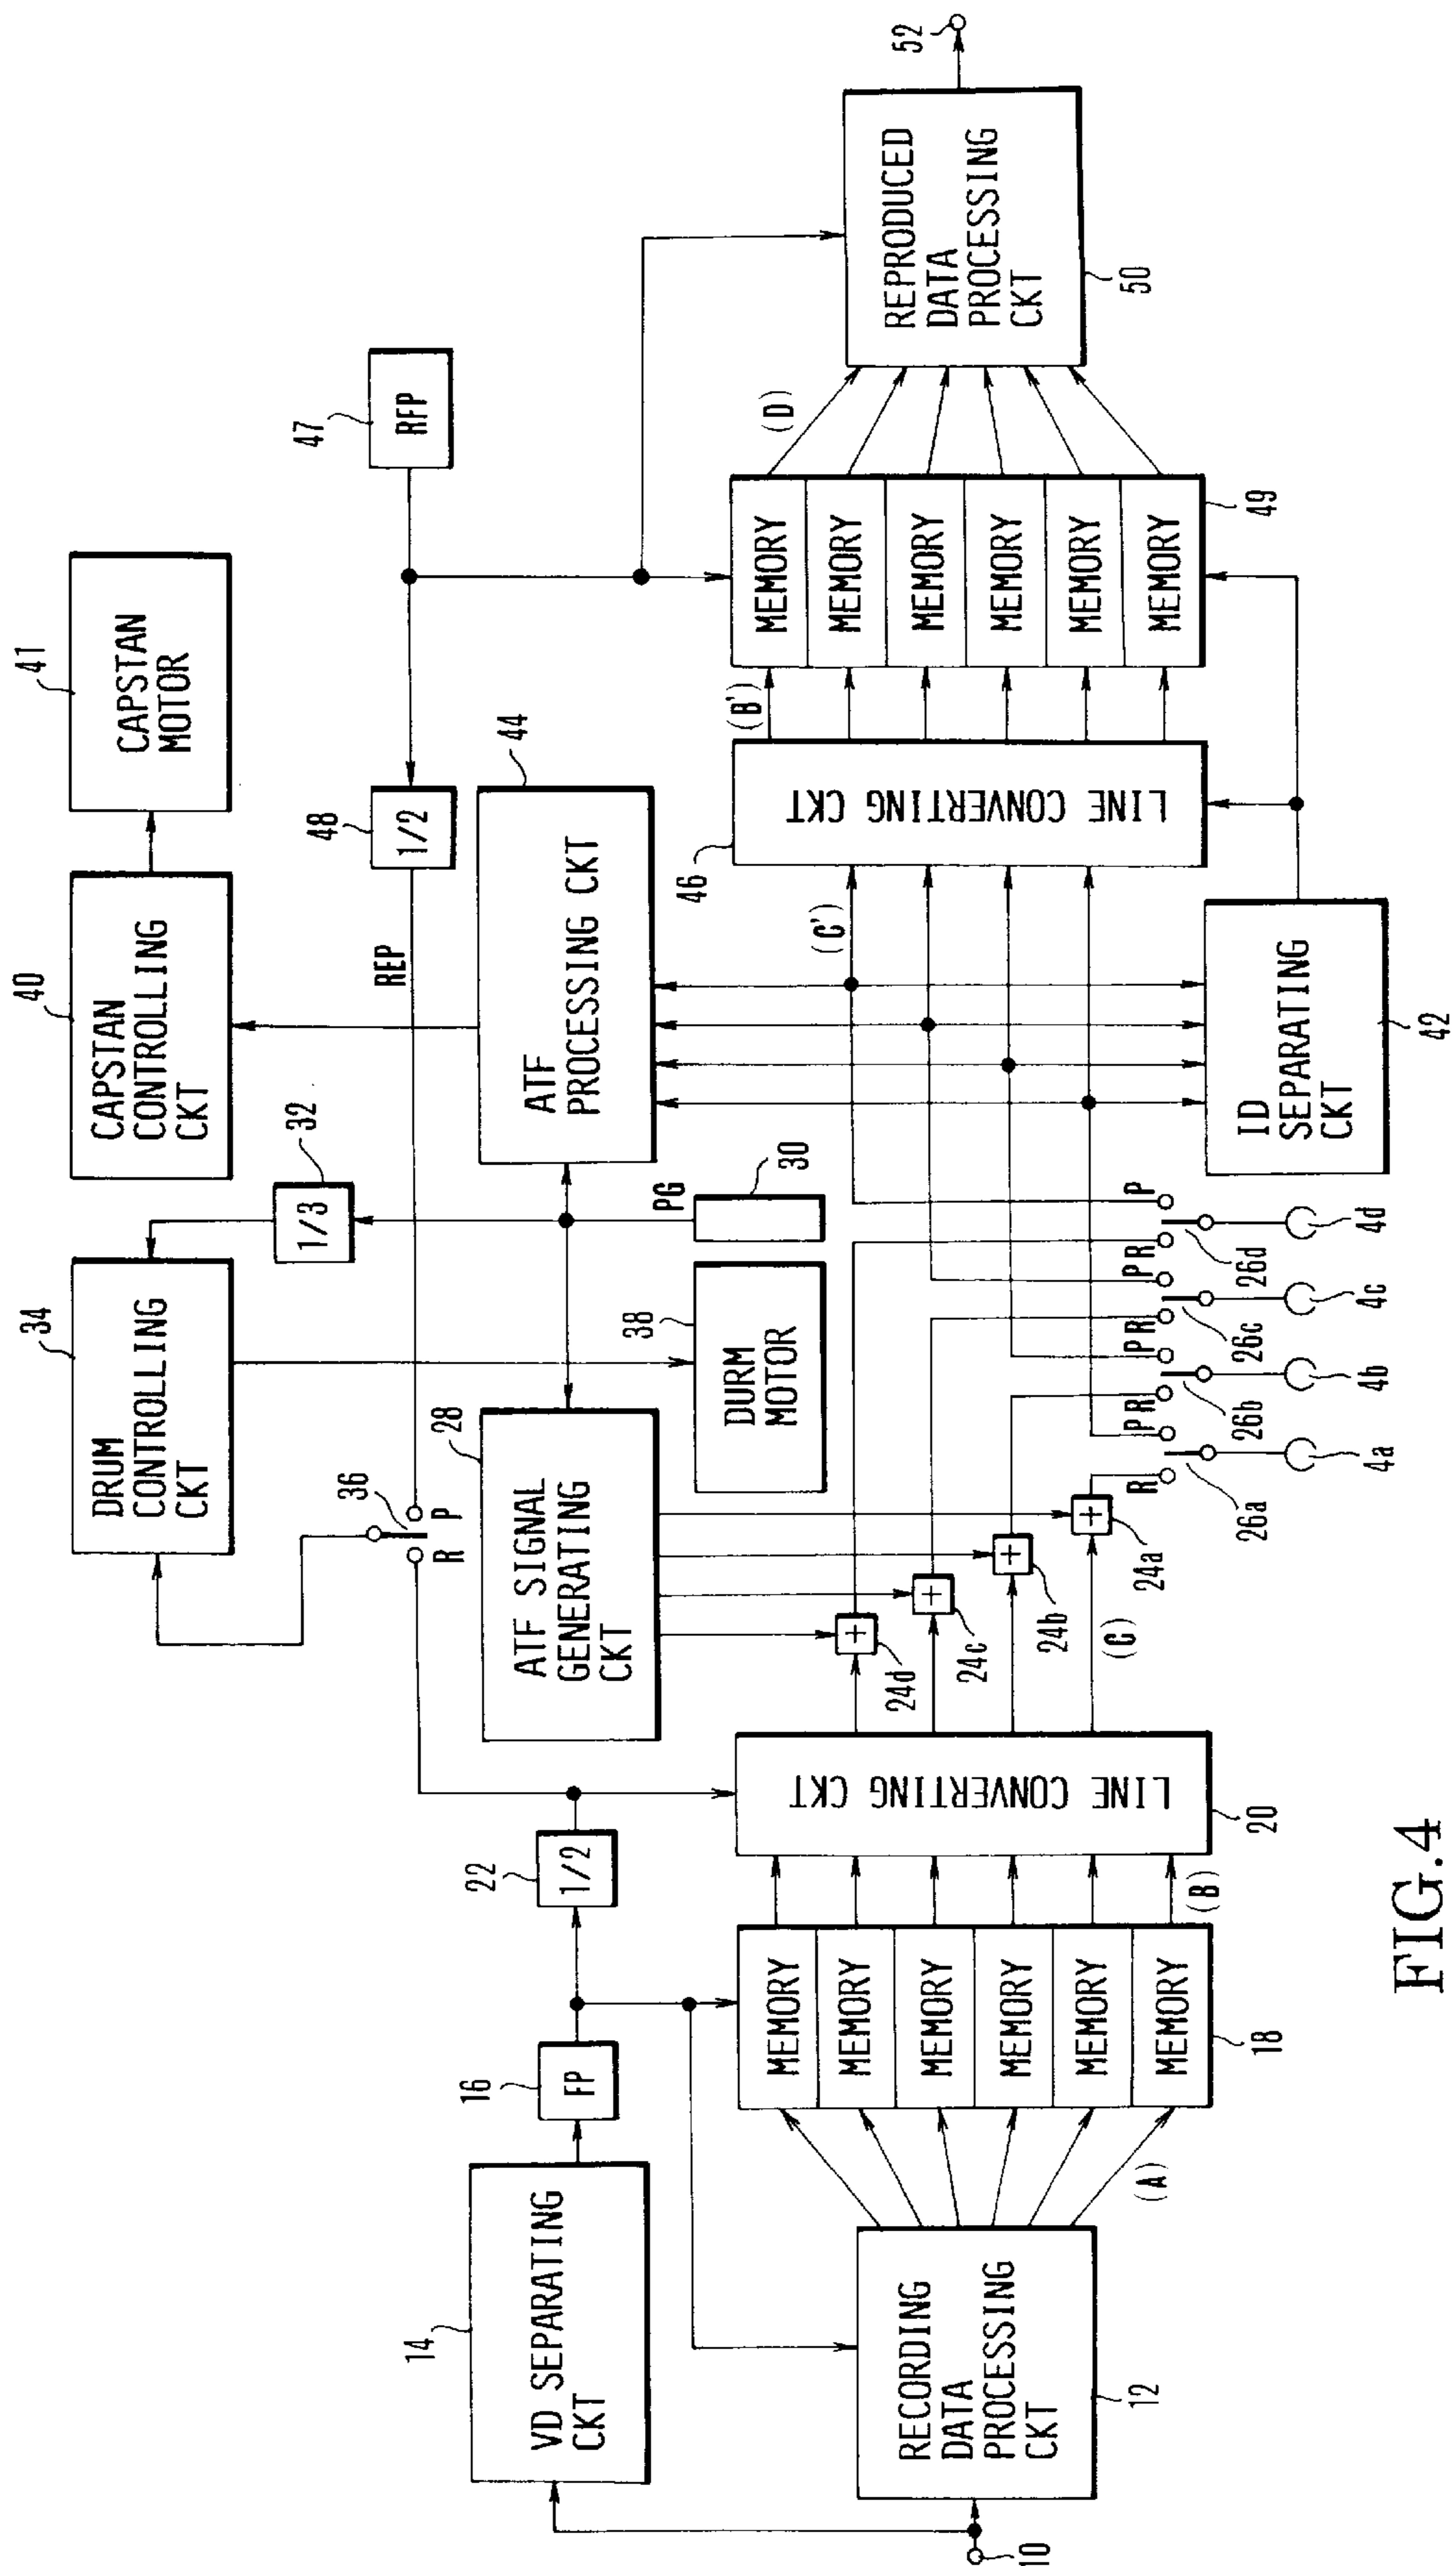 41
CAPSTAN
MOTOR
40
CAPSTAN
CONTROLLING
CKT
34
DRUM
CONTROLLING
CKT
32
1/3
47
RFP
48
1/2
REP
36
R
P
44
ATF
PROCESSING CKT
PG
30
38
DURM
MOTOR
28
ATF SIGNAL
GENERATING
CKT
22
1/2
16
FP
14
VD SEPARATING
CKT
10
RECORDING
DATA
PROCESSING
CKT
12
(A)
MEMORY
MEMORY
MEMORY
MEMORY
MEMORY
MEMORY
18
(B)
LINE CONVERTING CKT
20
(C)
+
24d
+
24c
+
24b
+
24a
R
P
R
P
R
P
R
P
26a
26b
26c
26d
4a
4b
4c
4d
ID
SEPARATING
CKT
42
(C')
46
LINE CONVERTING CKT
(B')
MEMORY
MEMORY
MEMORY
MEMORY
MEMORY
MEMORY
49
(D)
REPRODUCED
DATA
PROCESSING
CKT
50
52
FIG.4